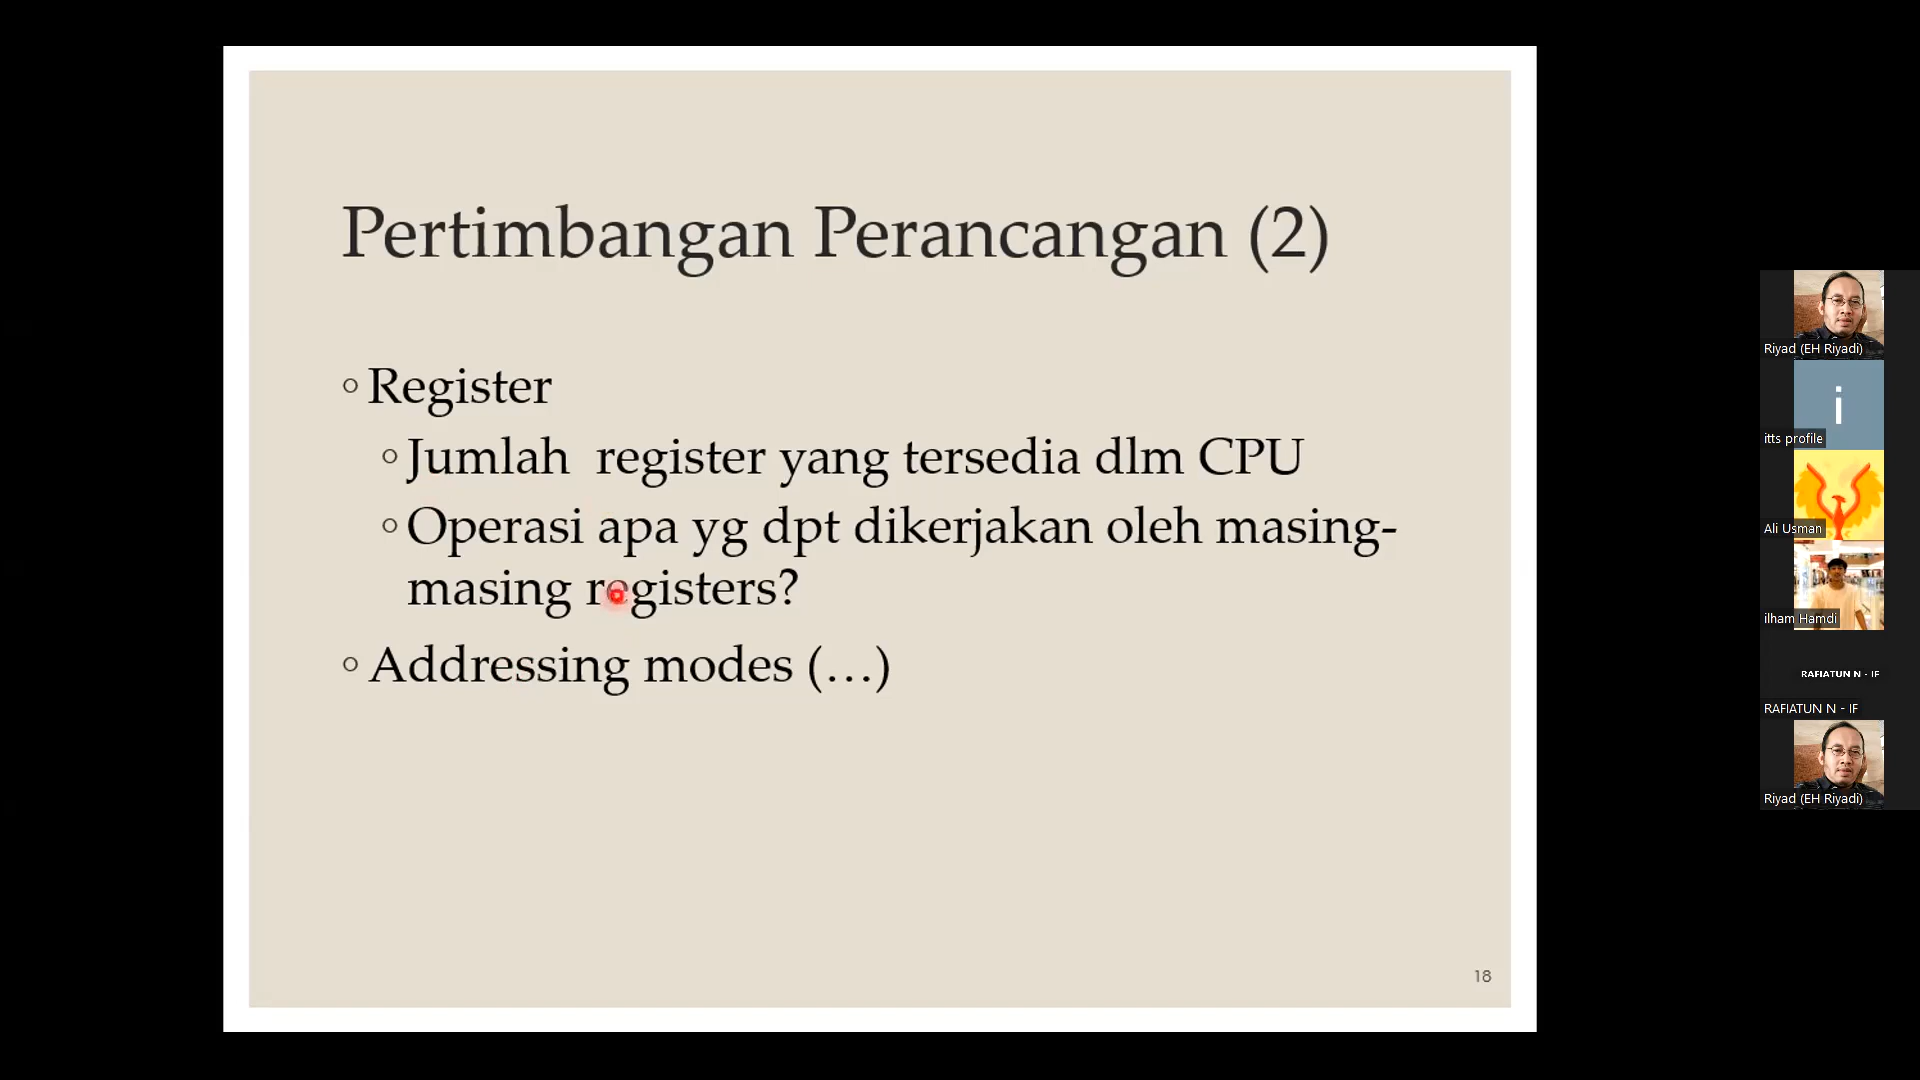 Pertimbangan Perancangan (2)
Register
Jumlah register yang tersedia dlm CPU
Operasi apa yg dpt dikerjakan oleh masing-
masing registers?
Addressing modes (…)
18
Riyad (EH Riyadi)
i
itts profile
Ali Usman
ilham Hamdi
RAFIATUN N - IF
RAFIATUN N - IF
Riyad (EH Riyadi)